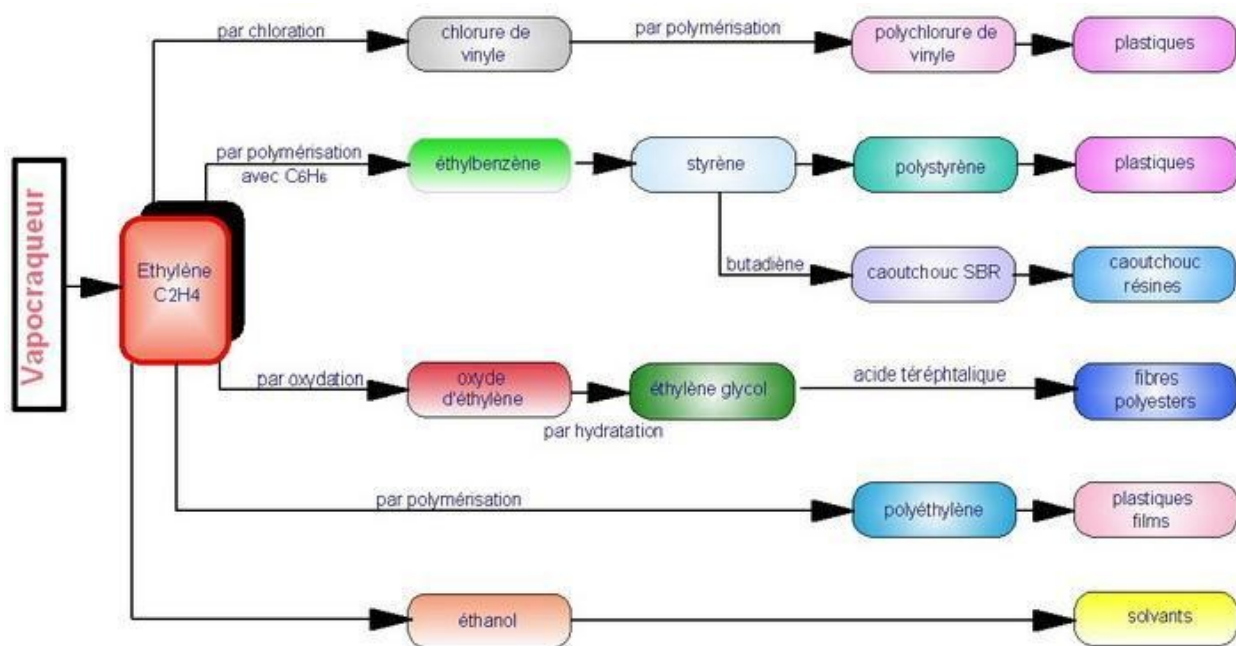 par chloration
chlorure de
vinyle
par polymérisation
polychlorure de
vinyle
plastiques
par polymérisation
avec C6H6
éthylbenzène
styrène
polystyrène
plastiques
butadiène
caoutchouc SBR
caoutchouc
résines
Vapocraqueur
Ethylène
C2H4
par oxydation
oxyde
d'éthylène
par hydratation
éthylène glycol
acide téréphtalique
fibres
polyesters
par polymérisation
polyéthylène
plastiques
films
éthanol
solvants